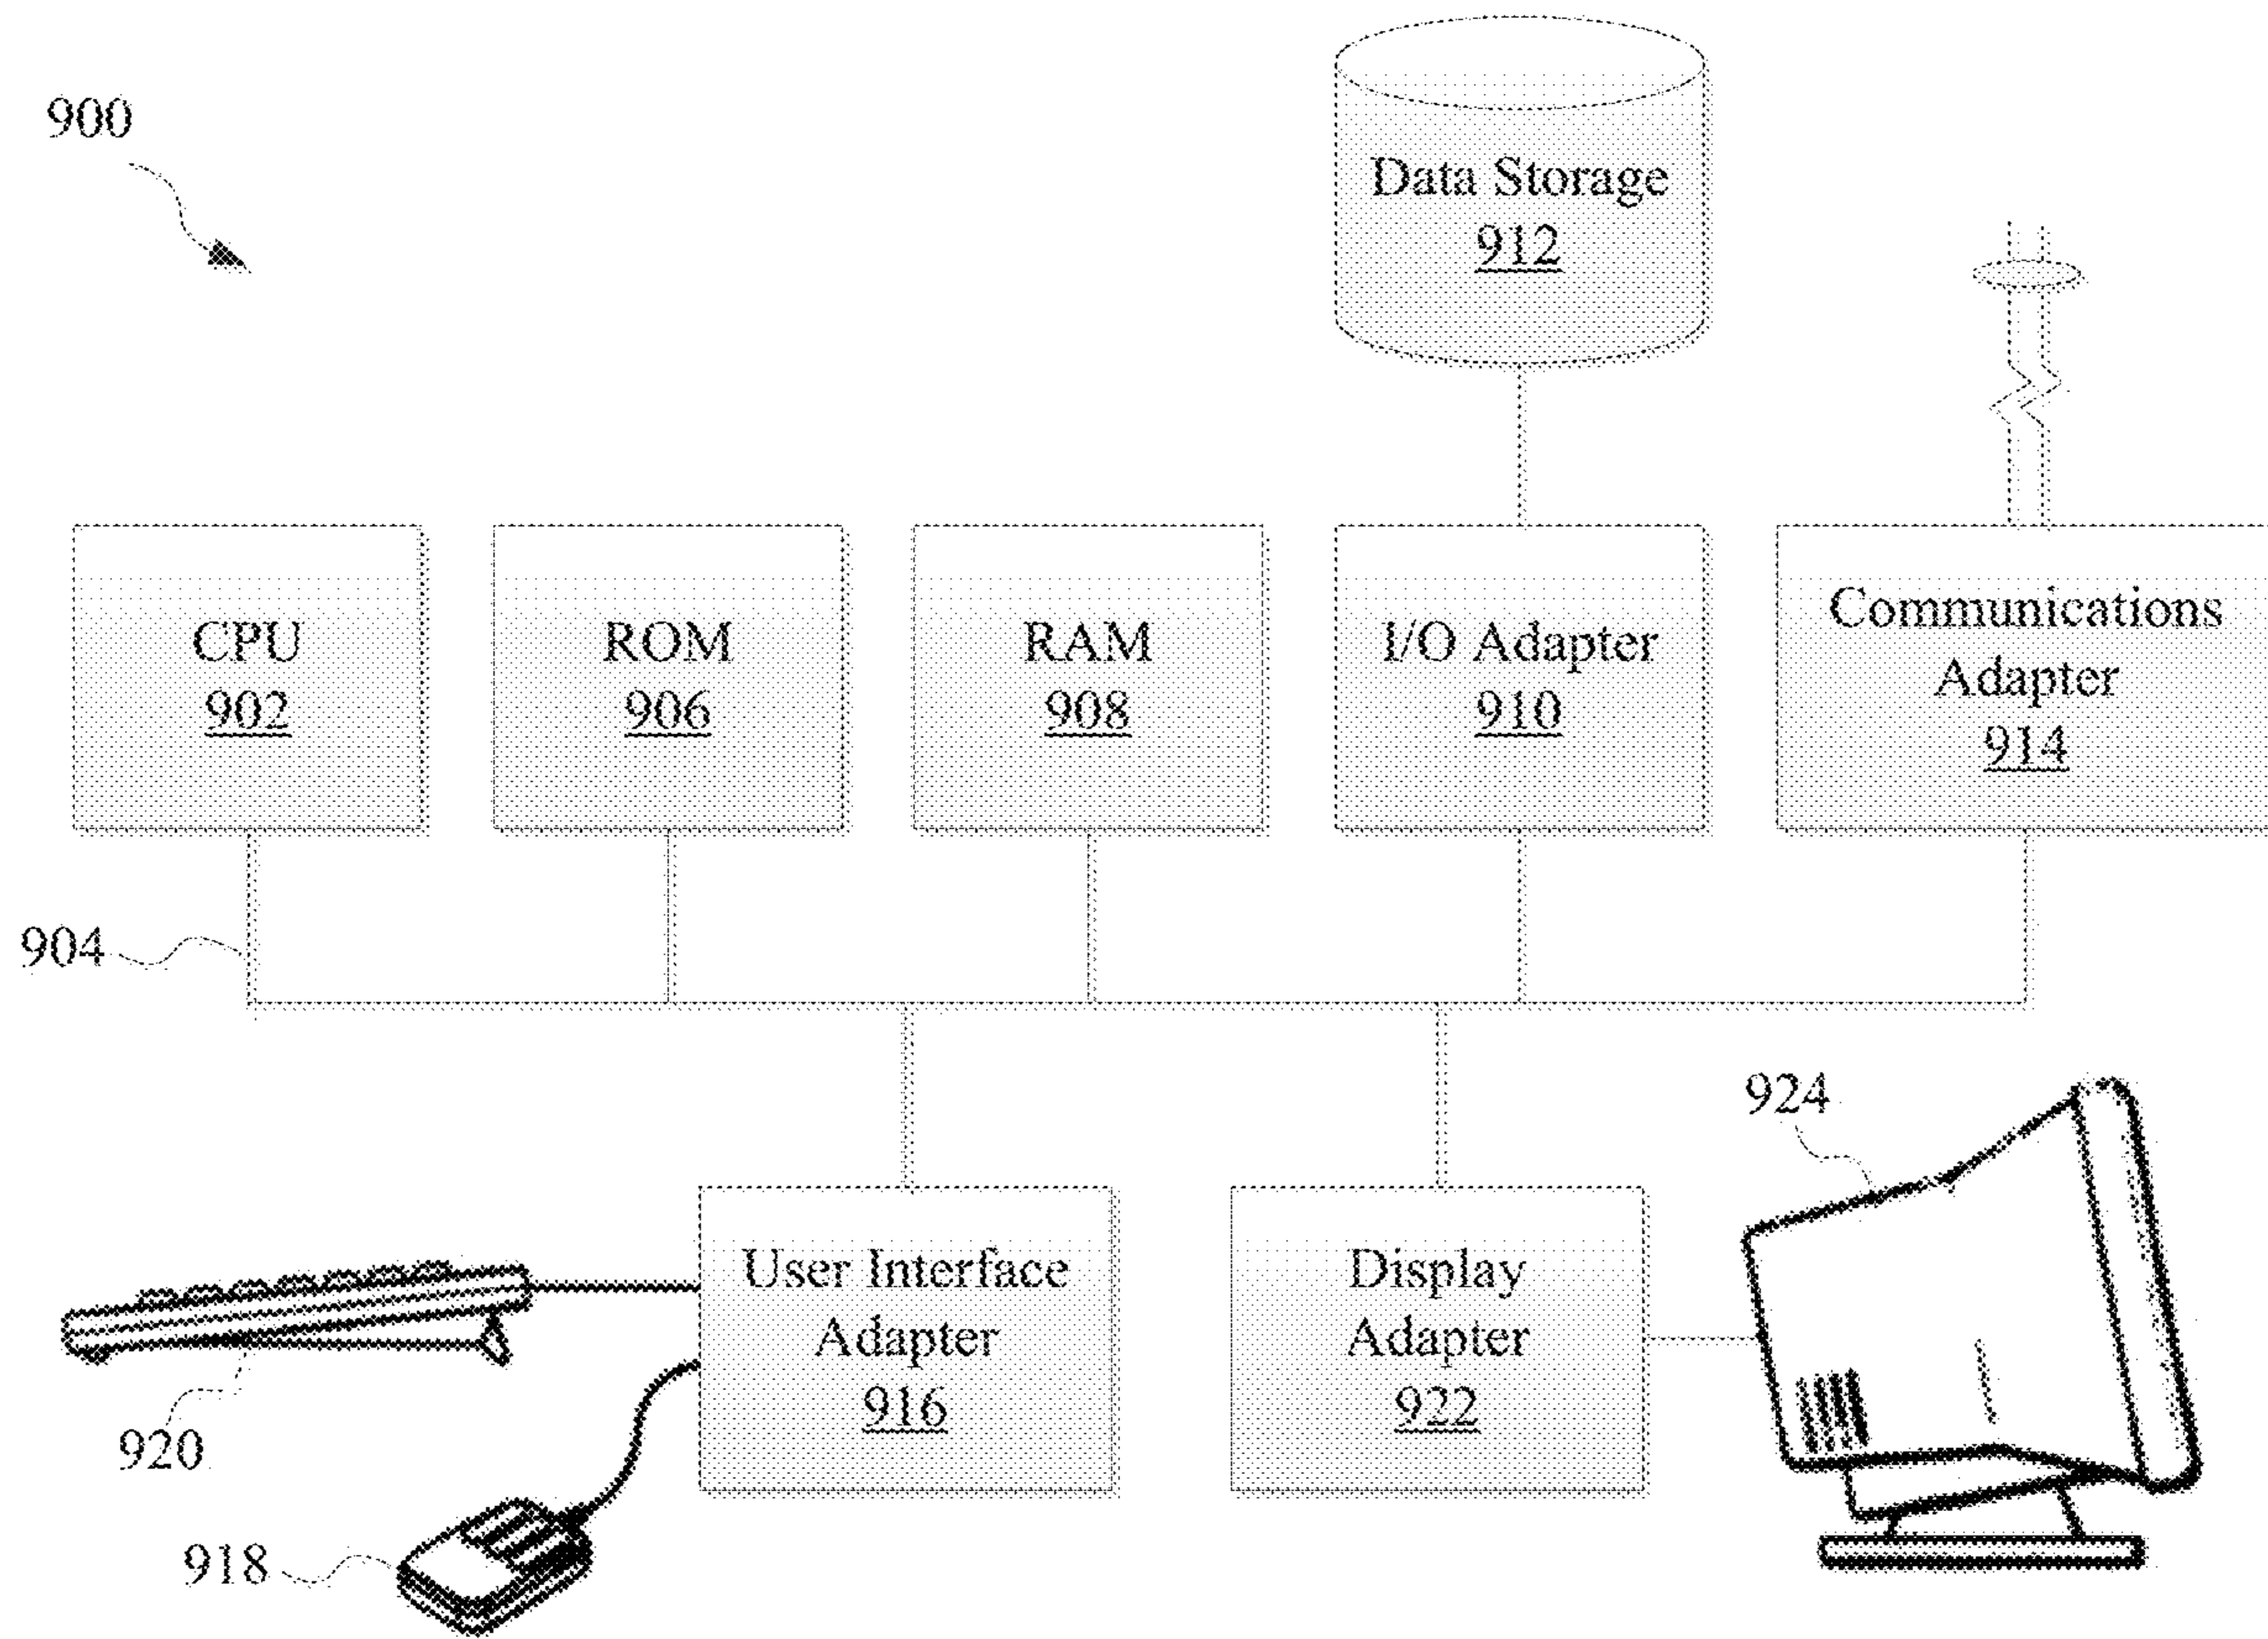 900
Data Storage
912
CPU
902
ROM
906
RAM
908
I/O Adapter
910
Communications
Adapter
914
904
924
User Interface
Adapter
916
Display
Adapter
922
920
918